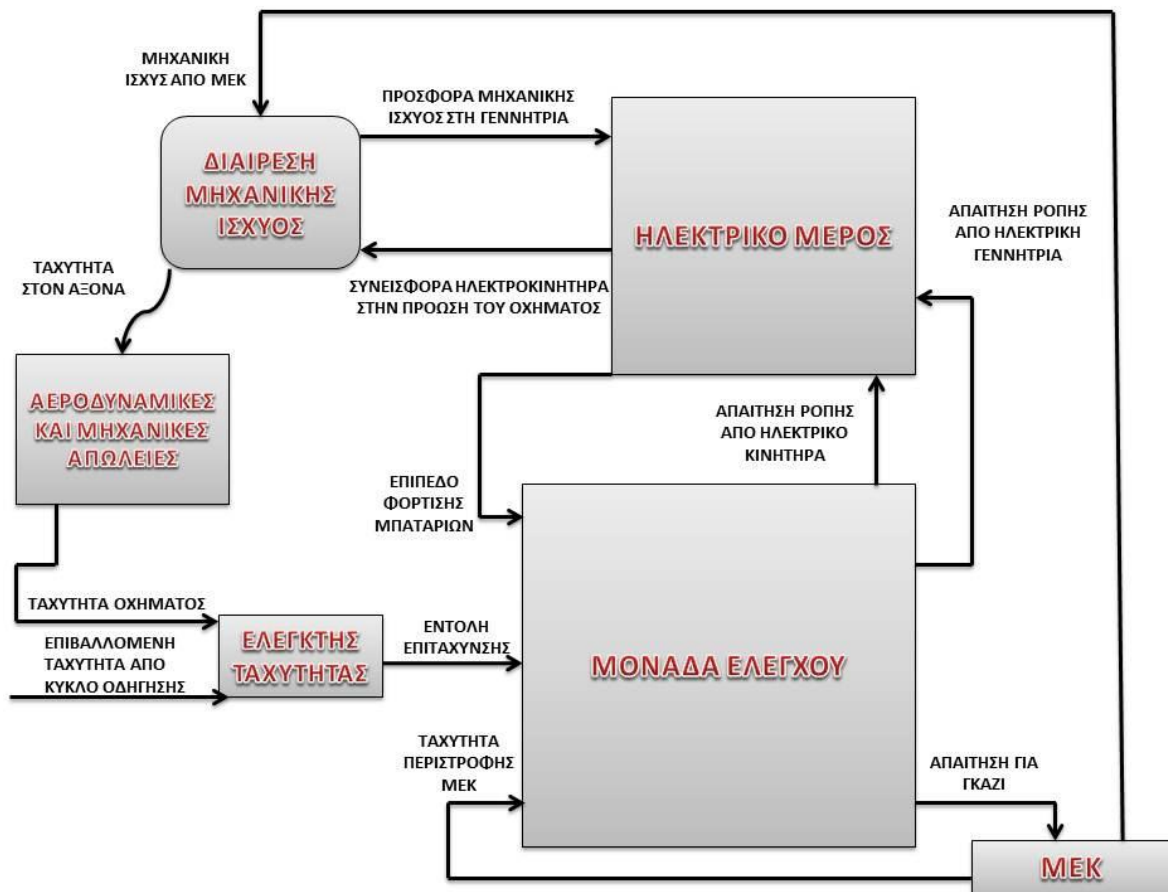 ΜΗΧΑΝΙΚΗ
ΙΣΧΥΣ ΑΠΟ ΜΕΚ
ΠΡΟΣΦΟΡΑ ΜΗΧΑΝΙΚΗΣ
ΙΣΧΥΟΣ ΣΤΗ ΓΕΝΝΗΤΡΙΑ
ΔΙΑΙΡΕΣΗ
ΜΗΧΑΝΙΚΗΣ
ΙΣΧΥΟΣ
ΗΛΕΚΤΡΙΚΟ ΜΕΡΟΣ
ΑΠΑΙΤΗΣΗ ΡΟΠΗΣ
ΑΠΟ ΗΛΕΚΤΡΙΚΗ
ΓΕΝΝΗΤΡΙΑ
ΤΑΧΥΤΗΤΑ
ΣΤΟΝ ΑΞΟΝΑ
ΣΥΝΕΙΣΦΟΡΑ ΗΛΕΚΤΡΟΚΙΝΗΤΗΡΑ
ΣΤΗΝ ΠΡΟΩΣΗ ΤΟΥ ΟΧΗΜΑΤΟΣ
ΑΕΡΟΔΥΝΑΜΙΚΕΣ
ΚΑΙ ΜΗΧΑΝΙΚΕΣ
ΑΠΩΛΕΙΕΣ
ΑΠΑΙΤΗΣΗ ΡΟΠΗΣ
ΑΠΟ ΗΛΕΚΤΡΙΚΟ
ΚΙΝΗΤΗΡΑ
ΕΠΙΠΕΔΟ
ΦΟΡΤΙΣΗΣ
ΜΠΑΤΑΡΙΩΝ
ΤΑΧΥΤΗΤΑ ΟΧΗΜΑΤΟΣ
ΕΠΙΒΑΛΛΟΜΕΝΗ
ΤΑΧΥΤΗΤΑ ΑΠΟ
ΚΥΚΛΟ ΟΔΗΓΗΣΗΣ
ΕΛΕΓΚΤΗΣ
ΤΑΧΥΤΗΤΑΣ
ΕΝΤΟΛΗ
ΕΠΙΤΑΧΥΝΣΗΣ
ΜΟΝΑΔΑ ΕΛΕΓΧΟΥ
ΤΑΧΥΤΗΤΑ
ΠΕΡΙΣΤΡΟΦΗΣ
ΜΕΚ
ΑΠΑΙΤΗΣΗ ΓΙΑ
ΓΚΑΖΙ
ΜΕΚ